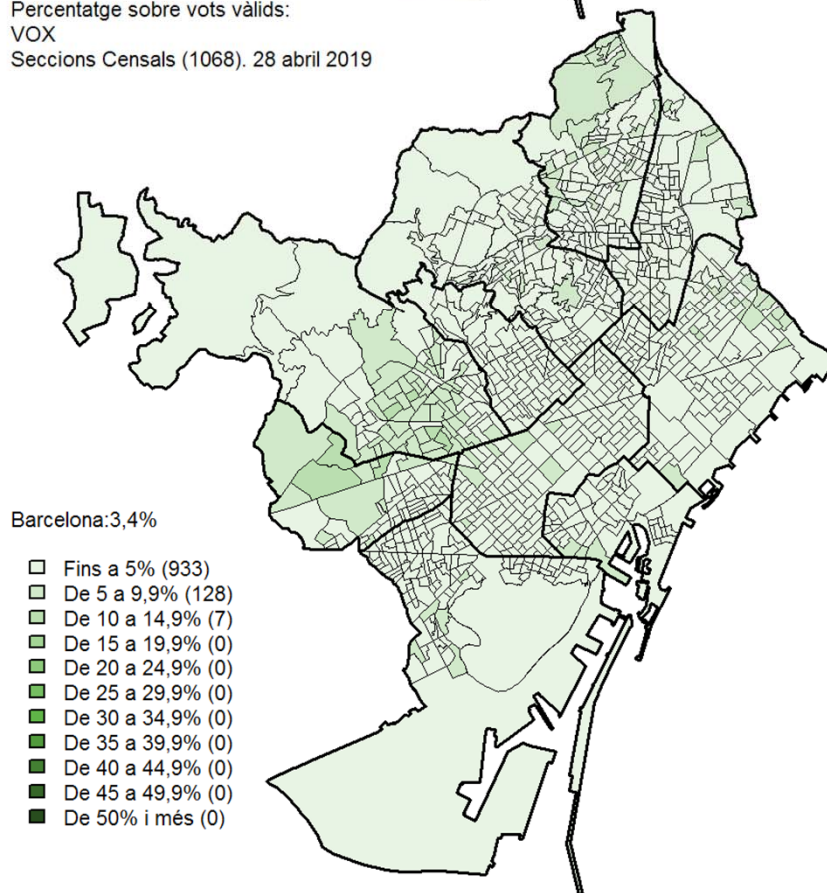 Percentatge sobre vots vàlids:
VOX
Seccions Censals (1068). 28 abril 2019
Barcelona:3,4%
Fins a 5% (933)
De 5 a 9,9% (128)
De 10 a 14,9% (7)
De 15 a 19,9% (0)
De 20 a 24,9% (0)
De 25 a 29,9% (0)
De 30 a 34,9% (0)
De 35 a 39,9% (0)
De 40 a 44,9% (0)
De 45 a 49,9% (0)
De 50% i més (0)